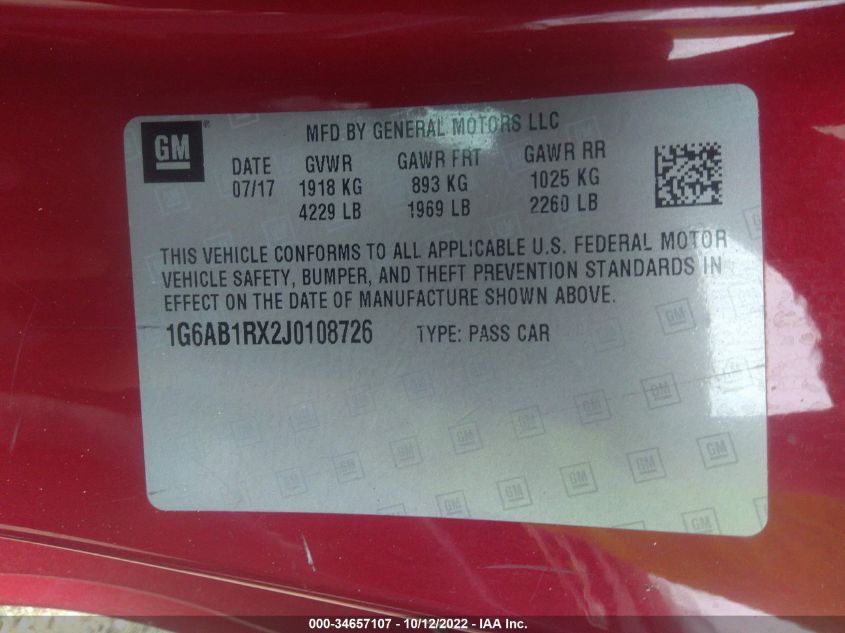 GM
MFD BY GENERAL MOTORS LLC
DATE GVWR GAWR FRT GAWR RR
07/17 1918 KG 893 KG 1025 KG
4229 LB 1969 LB 2260 LB
THIS VEHICLE CONFORMS TO ALL APPLICABLE U.S. FEDERAL MOTOR
VEHICLE SAFETY, BUMPER, AND THEFT PREVENTION STANDARDS IN
EFFECT ON THE DATE OF MANUFACTURE SHOWN ABOVE.
1G6AB1RX2J0108726 TYPE: PASS CAR
000-34657107 - 10/12/2022 - IAA Inc.